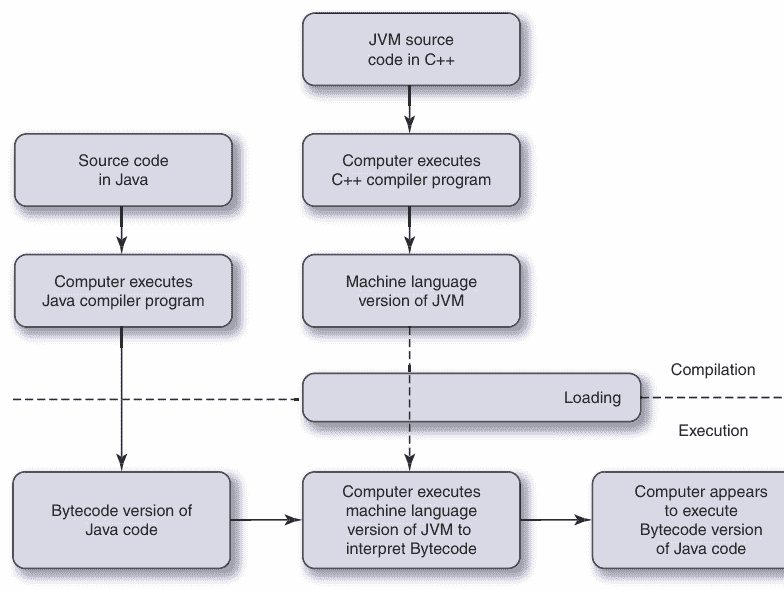 JVM source
code in C++
Source code
in Java
Computer executes
C++ compiler program
Computer executes
Java compiler program
Machine language
version of JVM
Compilation
Loading
Execution
Bytecode version of
Java code
Computer executes
machine language
version of JVM to
interpret Bytecode
Computer appears
to execute
Bytecode version
of Java code